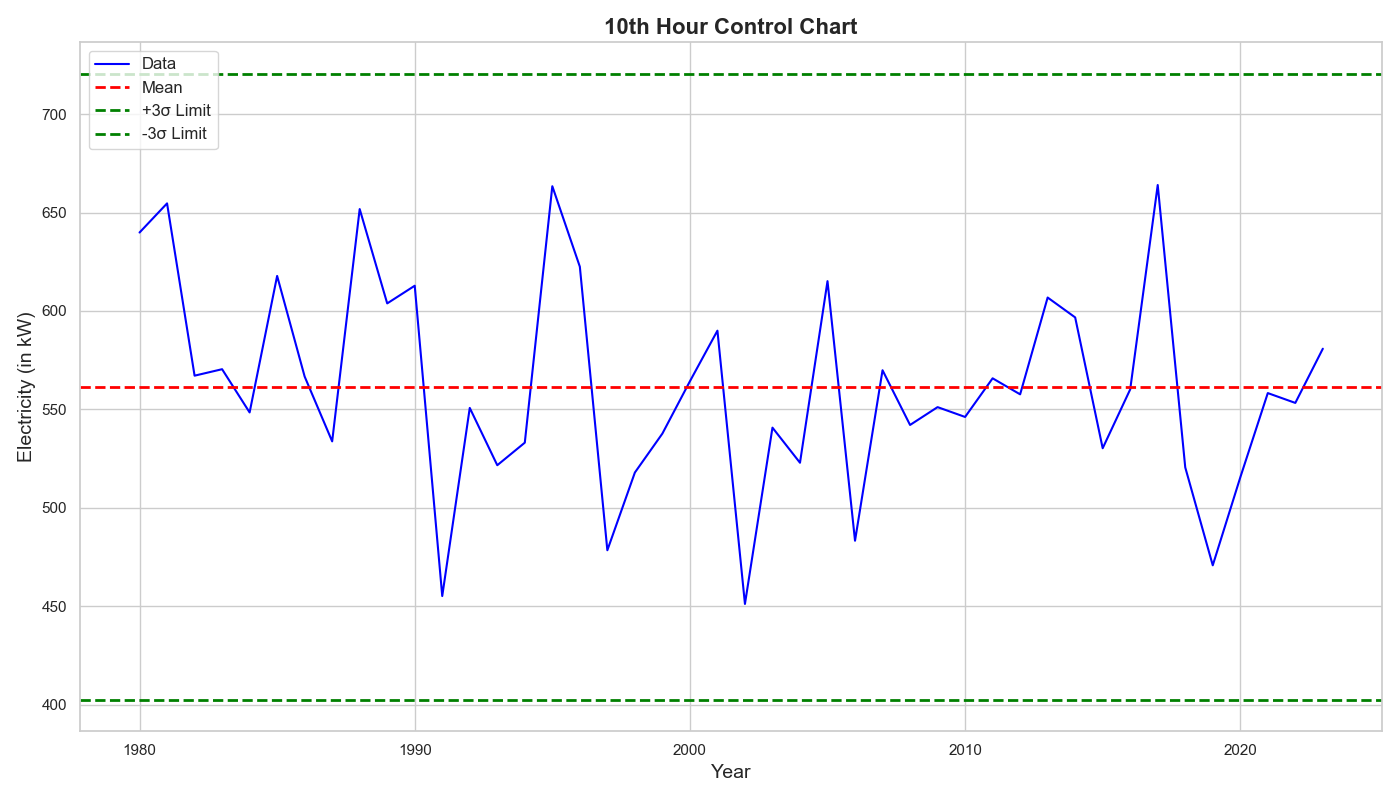 10th Hour Control Chart
Data
Mean
+3σ Limit
-3σ Limit
700
650
600
550
500
450
400
Electricity (in kW)
1980
1990
2000
2010
2020
Year